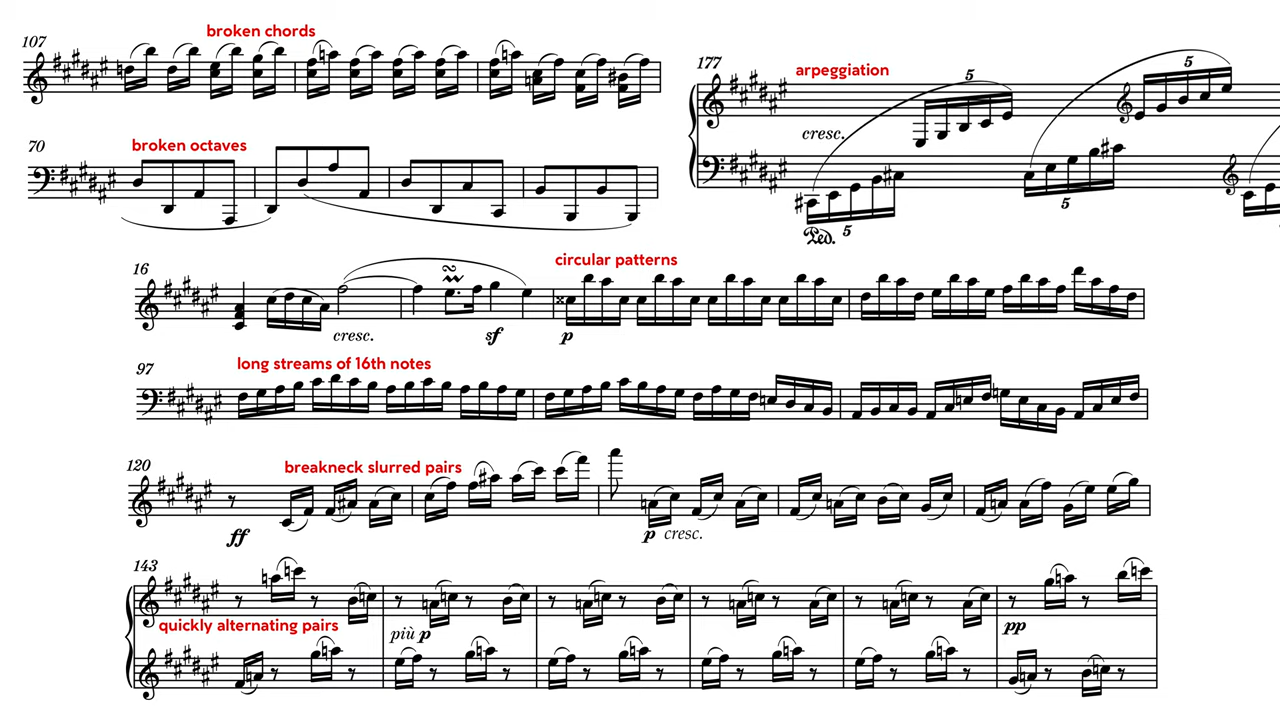 107
broken chords
177
arpeggiation
5
5
cresc.
5
5
Ped.
70
broken octaves
16
circular patterns
cresc.
sf
p
97
long streams of 16th notes
120
breakneck slurred pairs
ff
p cresc.
143
quickly alternating pairs
più p
pp